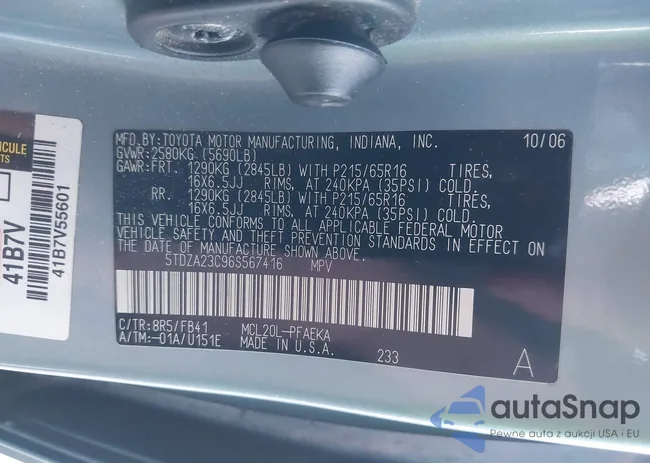 ICULE
TS
41B7V
41B7V55601
MFD.BY:TOYOTA MOTOR MANUFACTURING, INDIANA, INC. 10/06
GVWR:2580KG (5690LB)
GAWR:FRT. 1290KG (2845LB) WITH P215/65R16 TIRES,
16X6.5JJ RIMS, AT 240KPA (35PSI) COLD.
RR. 1290KG (2845LB) WITH P215/65R16 TIRES,
16X6.5JJ RIMS, AT 240KPA (35PSI) COLD.
THIS VEHICLE CONFORMS TO ALL APPLICABLE FEDERAL MOTOR
VEHICLE SAFETY AND THEFT PREVENTION STANDARDS IN EFFECT ON
THE DATE OF MANUFACTURE SHOWN ABOVE.
5TDZA23C96S567416 MPV
C/TR:8R5/FB41 MCL20L-PFAEKA
A/TM:-01A/U151E MADE IN U.S.A. 233 A
autoSnap
Pewne auta z aukcji USA i EU